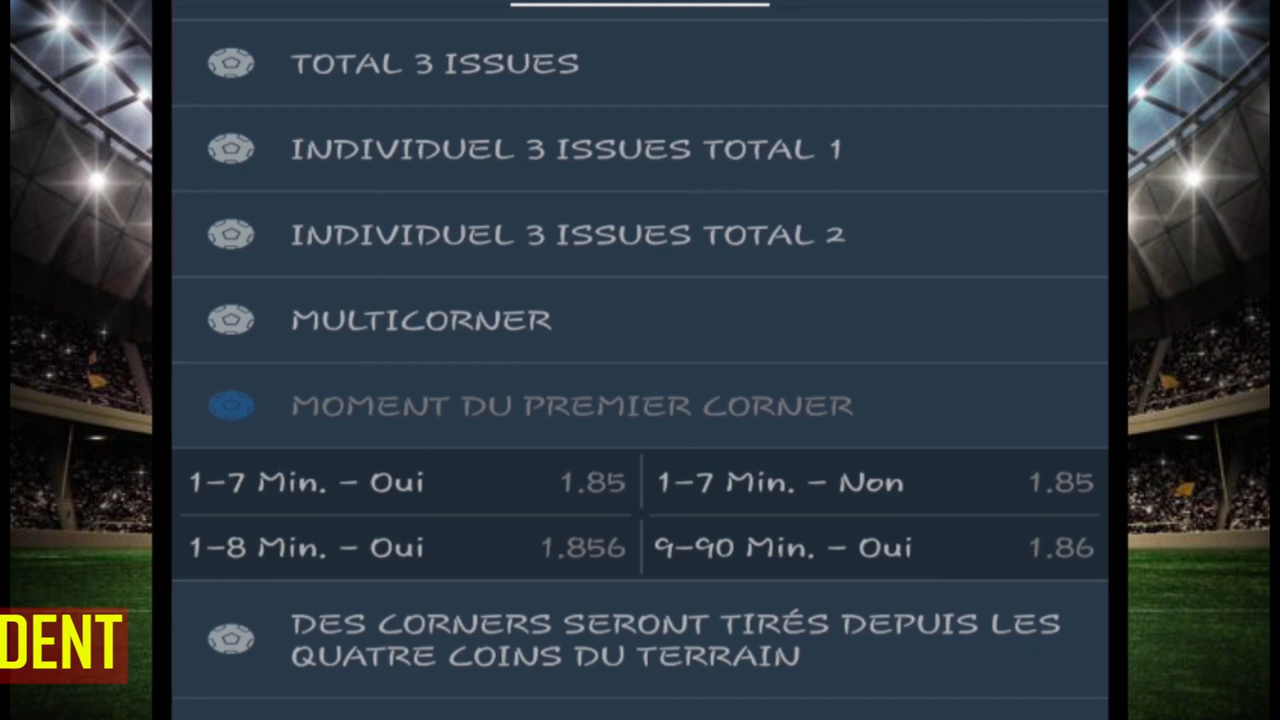 TOTAL 3 ISSUES
INDIVIDUEL 3 ISSUES TOTAL 1
INDIVIDUEL 3 ISSUES TOTAL 2
MULTICORNER
MOMENT DU PREMIER CORNER
1-7 Min. - Oui 1.85 1-7 Min. - Non 1.85
1-8 Min. - Oui 1.856 9-90 Min. - Oui 1.86
DES CORNERS SERONT TIRÉS DEPUIS LES
QUATRE COINS DU TERRAIN
DENT